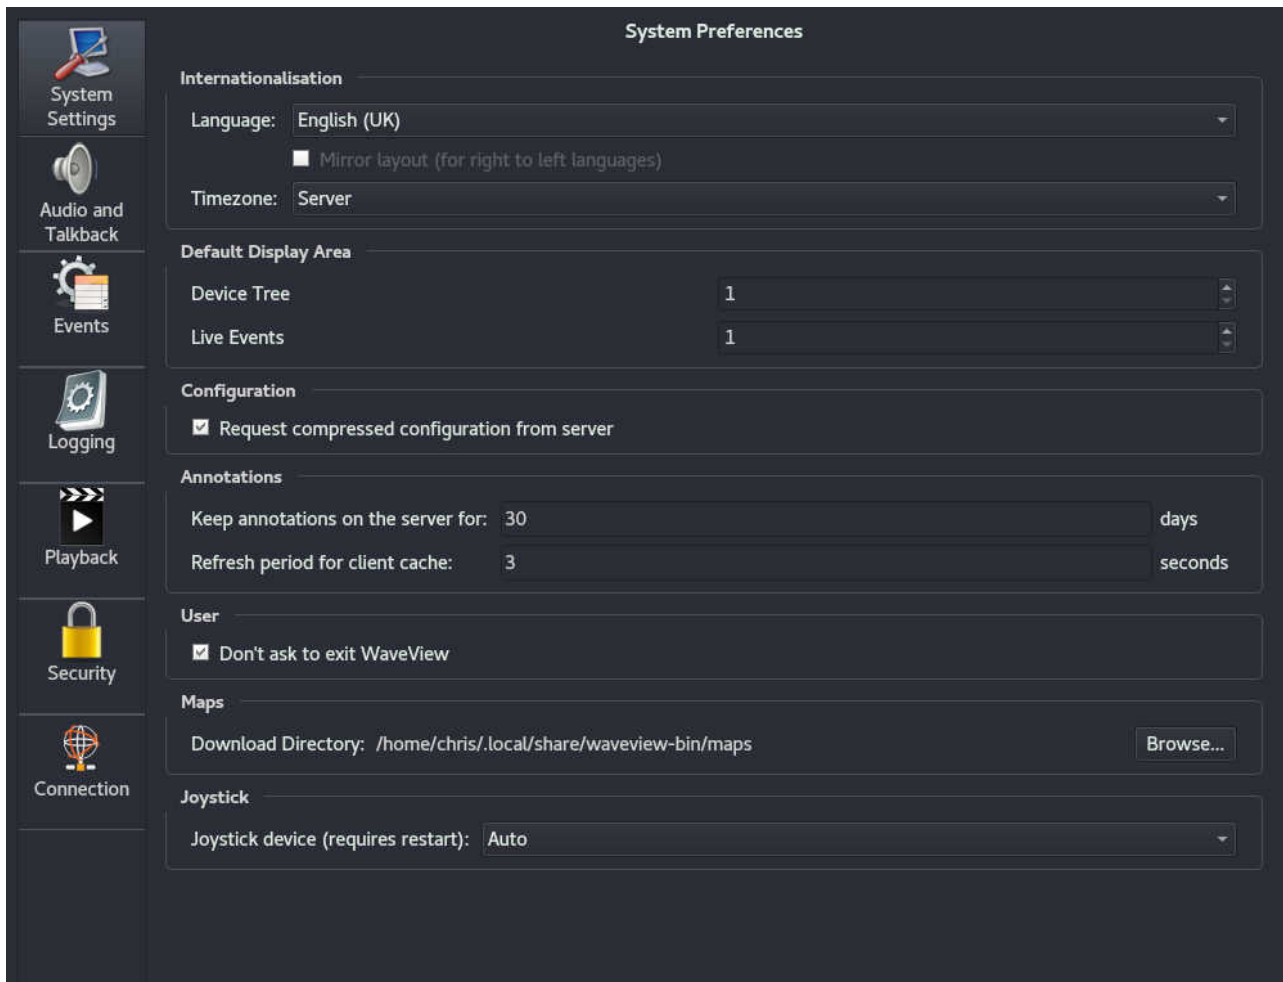 System Preferences
System
Settings
Audio and
Talkback
Events
Logging
Playback
Security
Connection
Internationalisation
Language: English (UK)
Mirror layout (for right to left languages)
Timezone: Server
Default Display Area
Device Tree 1
Live Events 1
Configuration
Request compressed configuration from server
Annotations
Keep annotations on the server for: 30 days
Refresh period for client cache: 3 seconds
User
Don't ask to exit WaveView
Maps
Download Directory: /home/chris/.local/share/waveview-bin/maps Browse...
Joystick
Joystick device (requires restart): Auto